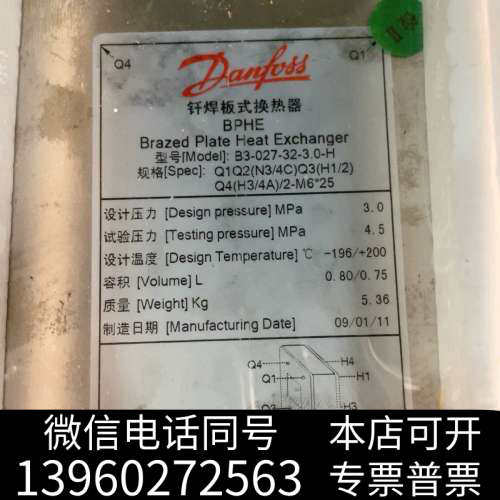 Q4
Q1
Danfoss
钎焊板式换热器
BPHE
Brazed Plate Heat Exchanger
型号[Model]: B3-027-32-3.0-H
规格[Spec]: Q1Q2(N3/4C)Q3(H1/2)
Q4(H3/4A)/2-M6*25
设计压力 [Design pressure] MPa 3.0
试验压力 [Testing pressure] MPa 4.5
设计温度 [Design Temperature] ℃ -196/+200
容积 [Volume] L 0.80/0.75
质量 [Weight] Kg 5.36
制造日期 [Manufacturing Date] 09/01/11
Q4 H4
Q1 H1
Q3 H3
微信电话同号 本店可开
13960272563 专票普票